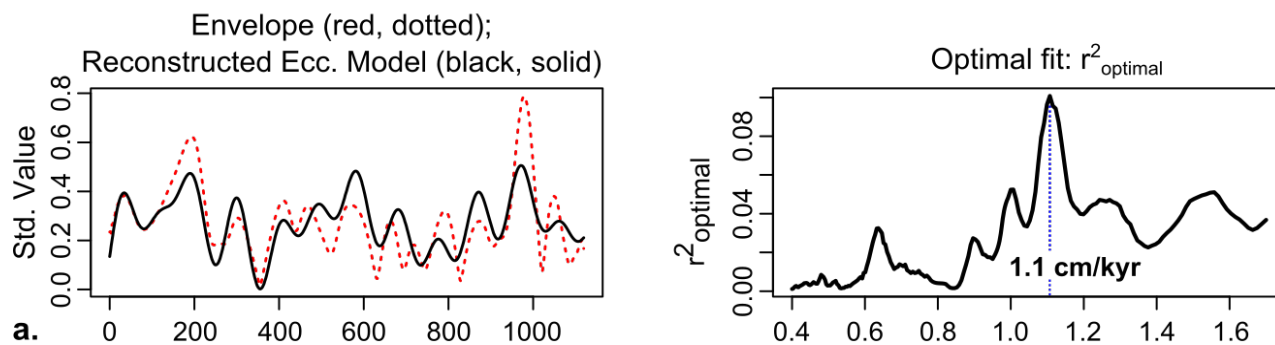 Envelope (red, dotted);
Reconstructed Ecc. Model (black, solid)
Std. Value
0.0 0.2 0.4 0.6 0.8
0 200 400 600 800 1000
a.
Optimal fit: r²optimal
r²optimal
0.00 0.04 0.08
1.1 cm/kyr
0.4 0.6 0.8 1.0 1.2 1.4 1.6